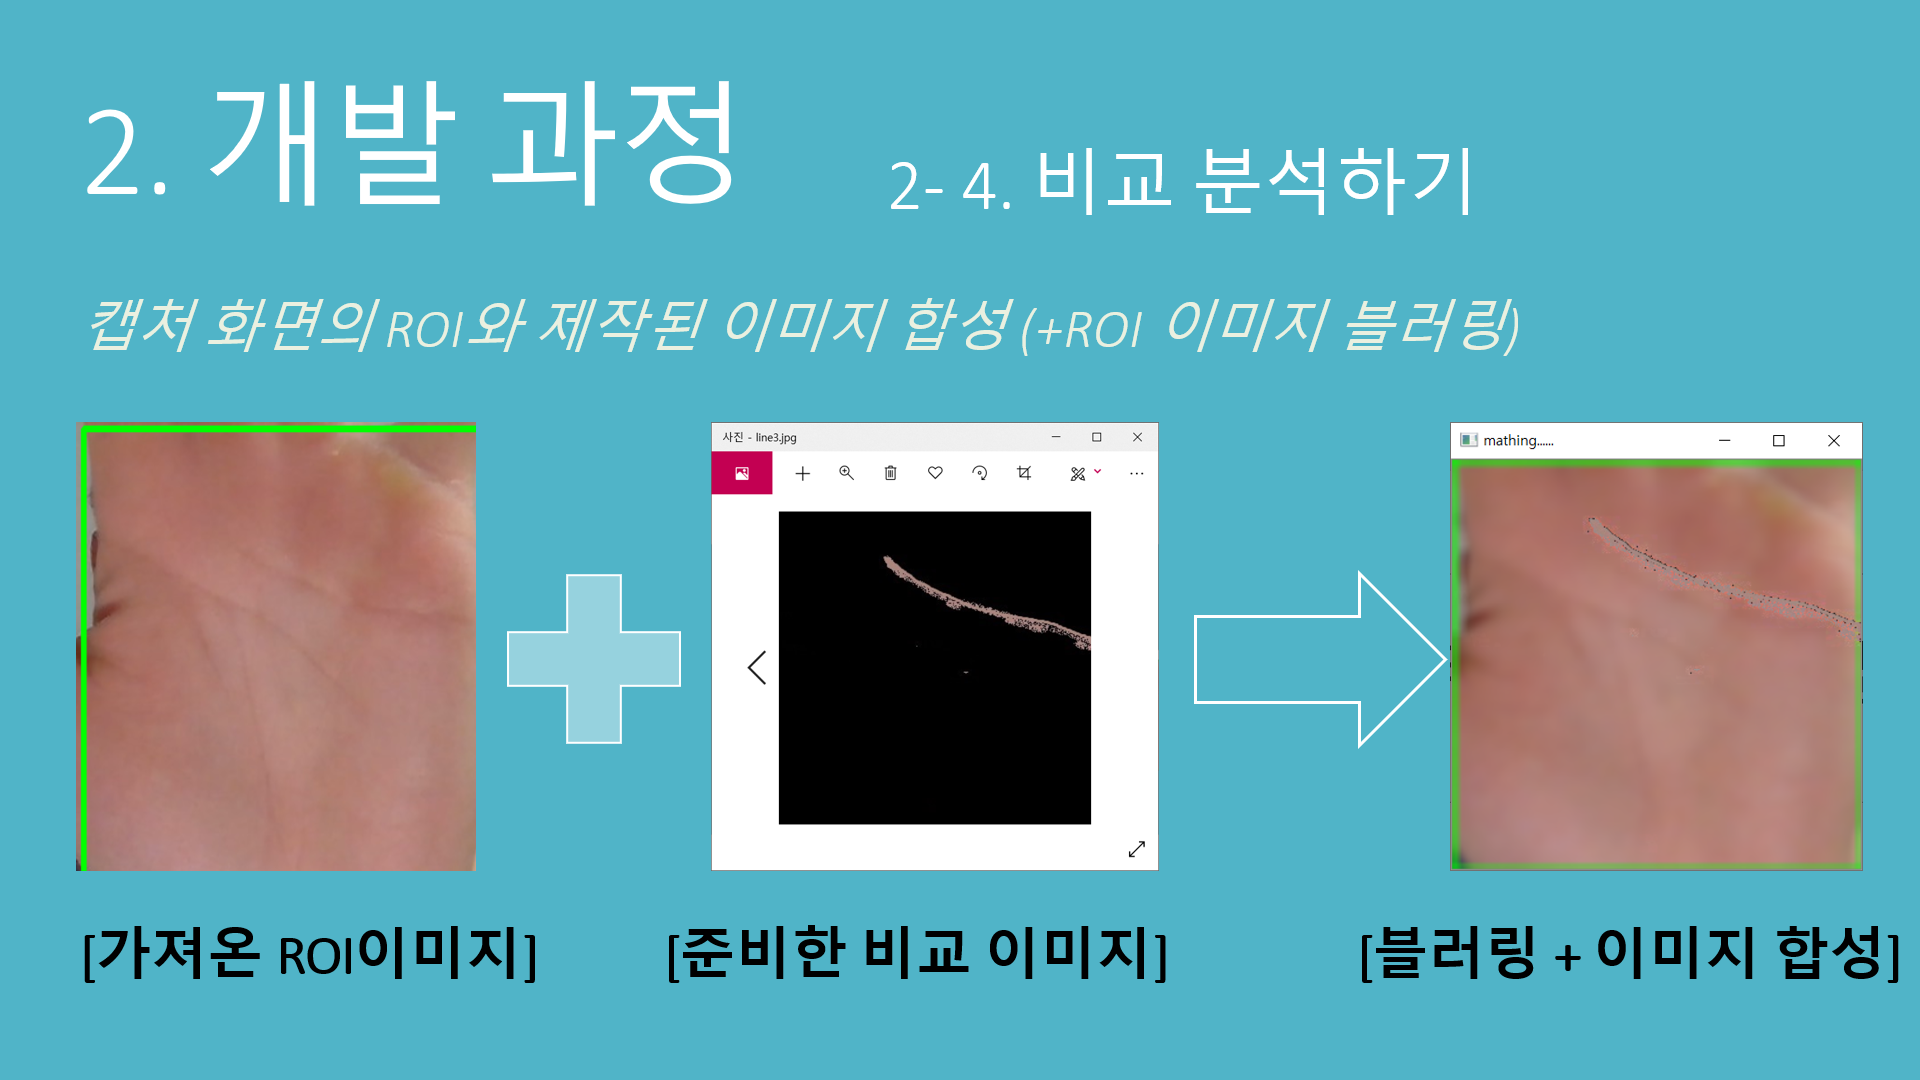 2. 개발 과정
2- 4. 비교 분석하기
캡처 화면의 ROI와 제작된 이미지 합성 (+ROI 이미지 블러링)
사진 - line3.jpg
mathing......
[가져온 ROI이미지]
[준비한 비교 이미지]
[블러링 + 이미지 합성]